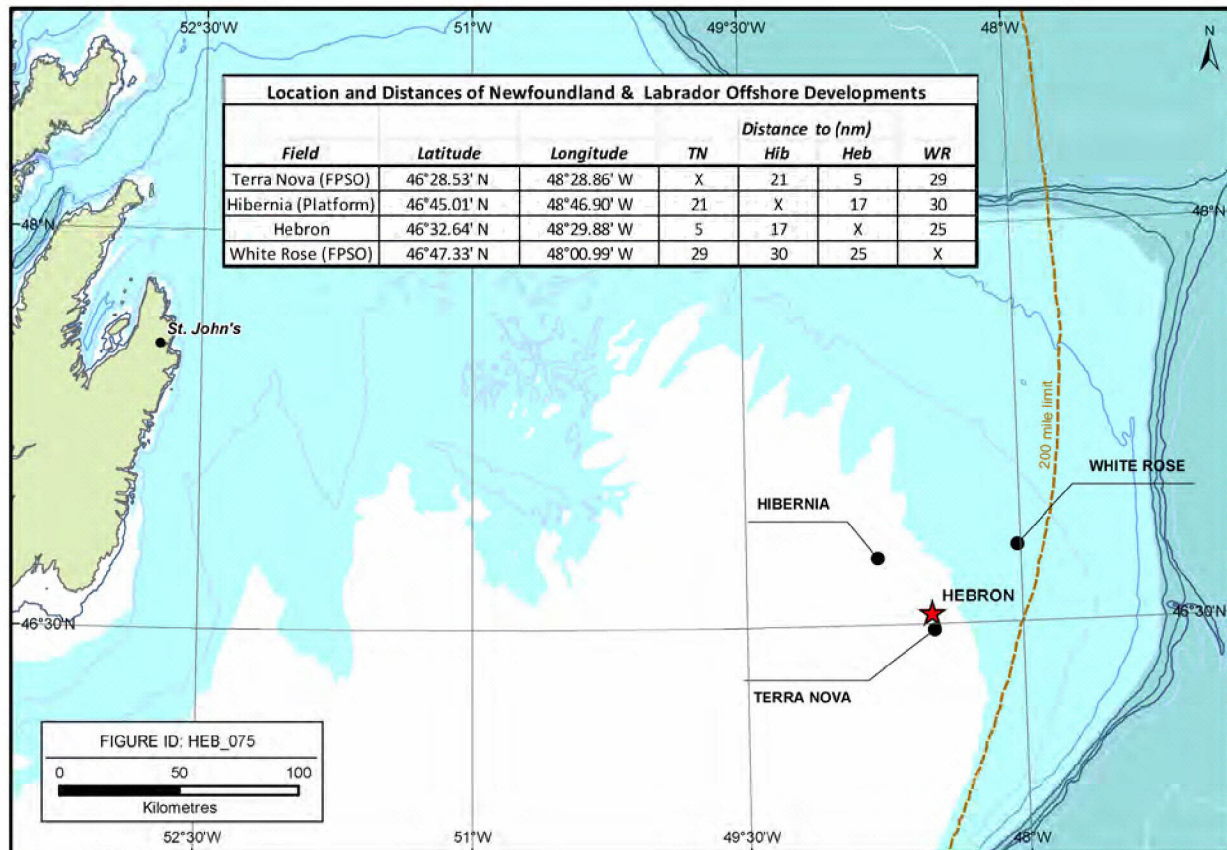 52°30'W 51°W 49°30'W 48°W
N
Location and Distances of Newfoundland & Labrador Offshore Developments
Distance to (nm)
Field Latitude Longitude TN Hib Heb WR
Terra Nova (FPSO) 46°28.53' N 48°28.86' W X 21 5 29
Hibernia (Platform) 46°45.01' N 48°46.90' W 21 X 17 30
Hebron 46°32.64' N 48°29.88' W 5 17 X 25
White Rose (FPSO) 46°47.33' N 48°00.99' W 29 30 25 X
48°N 48°N
St. John's
200 mile limit
WHITE ROSE
HIBERNIA
HEBRON
46°30'N 46°30'N
TERRA NOVA
FIGURE ID: HEB_075
0 50 100
Kilometres
52°30'W 51°W 49°30'W 48°W